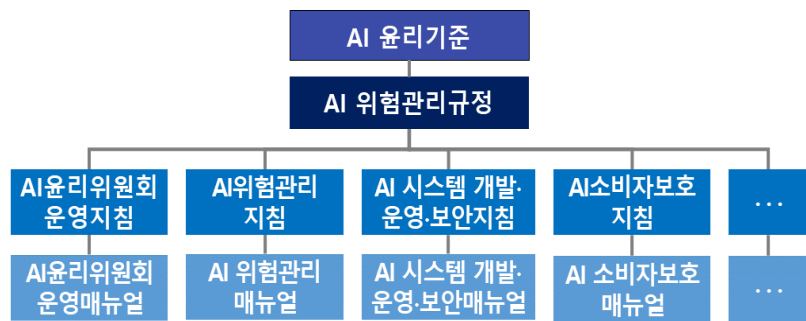 AI 윤리기준
AI 위험관리규정
AI윤리위원회
운영지침
AI위험관리
지침
AI 시스템 개발·
운영·보안지침
AI소비자보호
지침
...
AI윤리위원회
운영매뉴얼
AI 위험관리
매뉴얼
AI 시스템 개발·
운영·보안매뉴얼
AI 소비자보호
매뉴얼
...